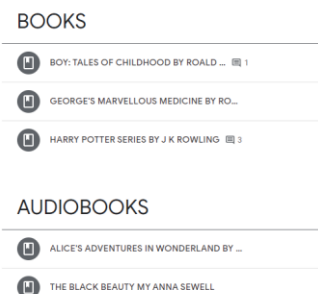 BOOKS
BOY: TALES OF CHILDHOOD BY ROALD ... 1
GEORGE'S MARVELLOUS MEDICINE BY RO...
HARRY POTTER SERIES BY J K ROWLING 3
AUDIOBOOKS
ALICE'S ADVENTURES IN WONDERLAND BY ...
THE BLACK BEAUTY MY ANNA SEWELL